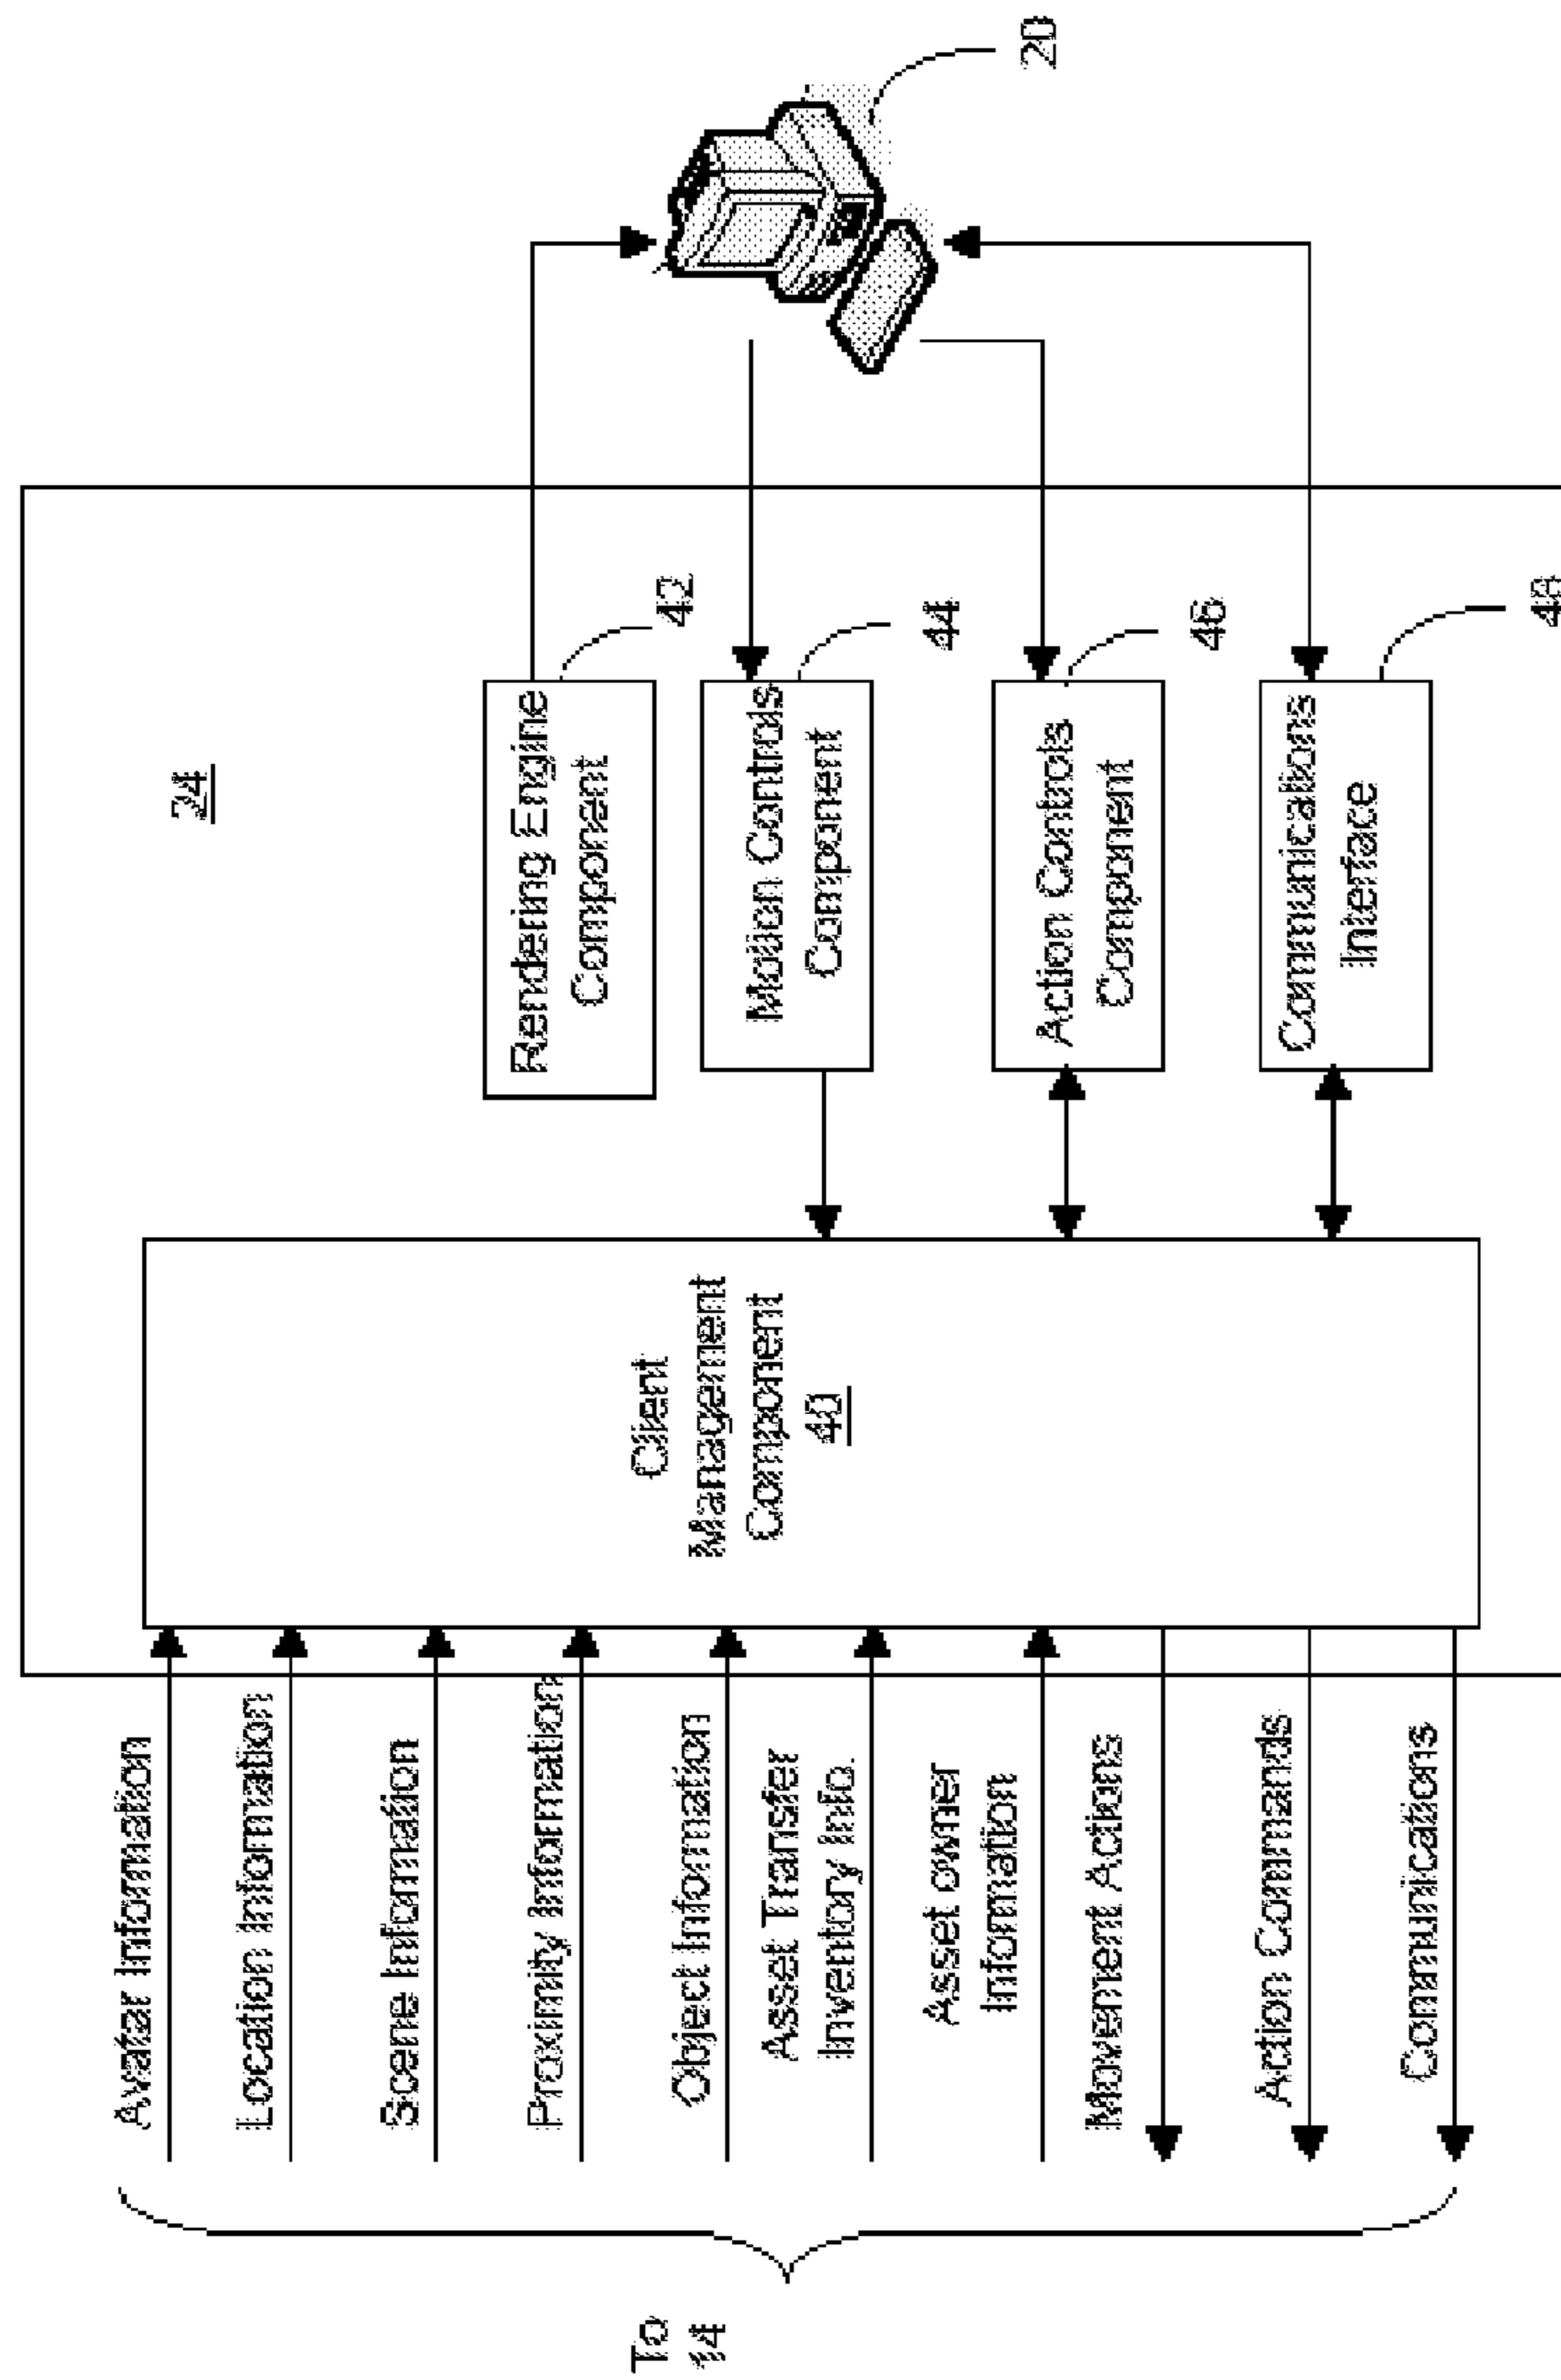 24
20
Rendering Engine
Component
42
Motion Controls
Component
44
Action Controls
Component
46
Communications
Interface
48
Client
Management
Component
40
Avatar Information
Location Information
Scene Information
Proximity Information
Object Information
Asset Transfer
Inventory Info.
Asset owner
Information
Movement Actions
Action Commands
Communications
To
14